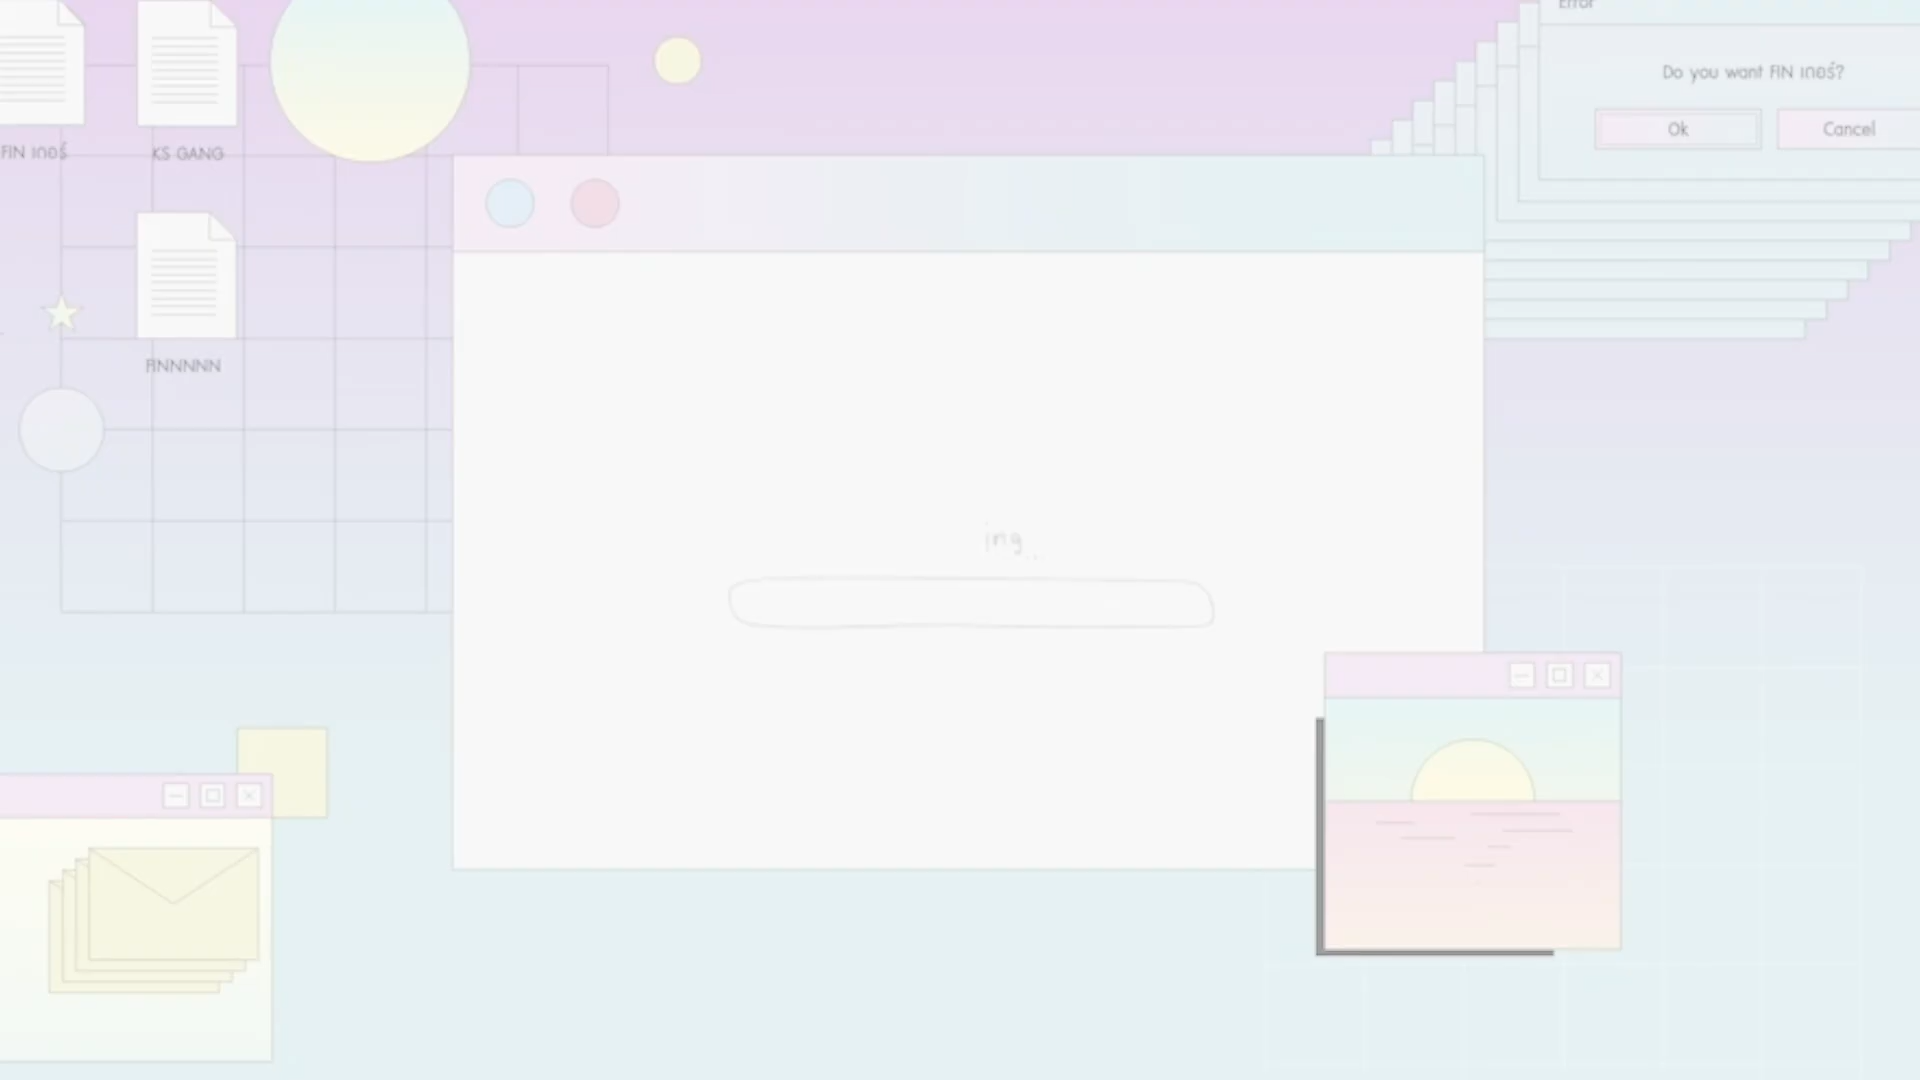 Error
Do you want FIN เกอร์?
Ok
Cancel
FIN เกอร์
KS GANG
FINNNNN
ing...